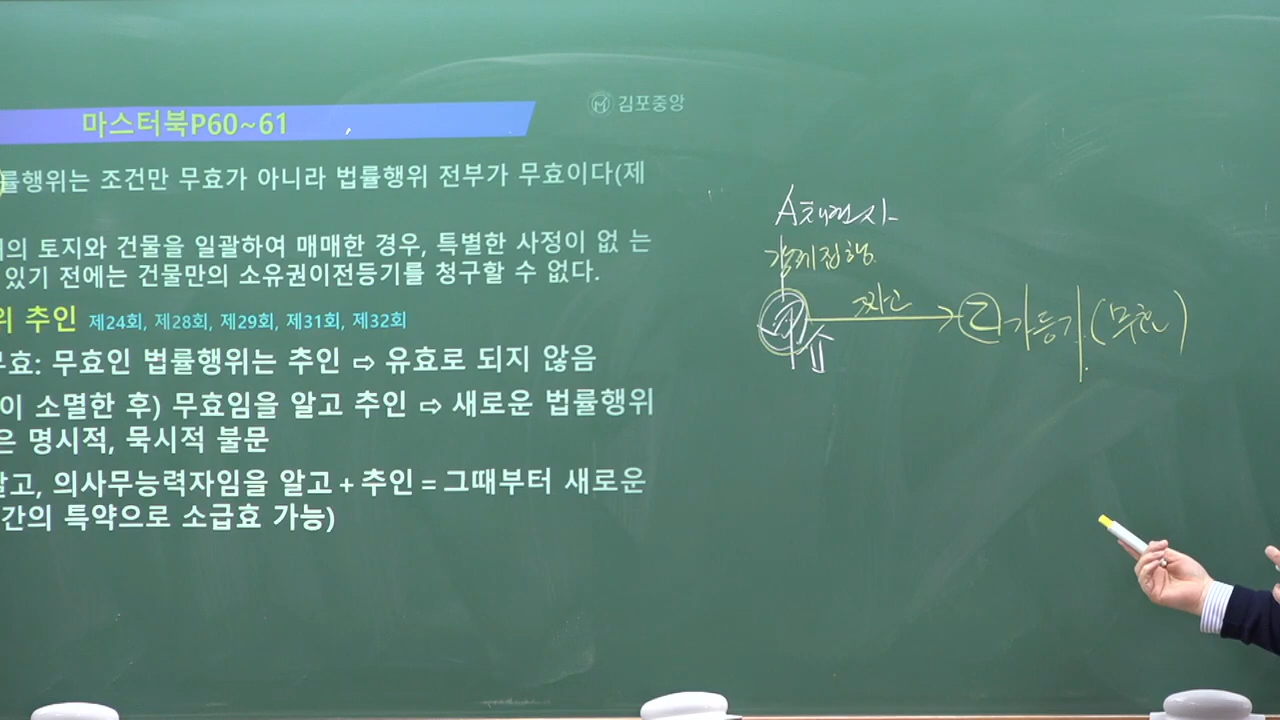 마스터북P60~61
김포중앙
률행위는 조건만 무효가 아니라 법률행위 전부가 무효이다(제
의 토지와 건물을 일괄하여 매매한 경우, 특별한 사정이 없 는
있기 전에는 건물만의 소유권이전등기를 청구할 수 없다.
위 추인 제24회, 제28회, 제29회, 제31회, 제32회
무효: 무효인 법률행위는 추인 ⇨ 유효로 되지 않음
이 소멸한 후) 무효임을 알고 추인 ⇨ 새로운 법률행위
은 명시적, 묵시적 불문
알고, 의사무능력자임을 알고+추인=그때부터 새로운
간의 특약으로 소급효 가능)
A채권자
강제집행
甲 짜고 乙 가등기(무효)